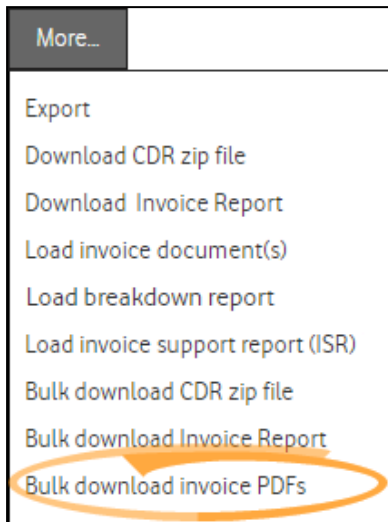 More...
Export
Download CDR zip file
Download Invoice Report
Load invoice document(s)
Load breakdown report
Load invoice support report (ISR)
Bulk download CDR zip file
Bulk download Invoice Report
Bulk download invoice PDFs